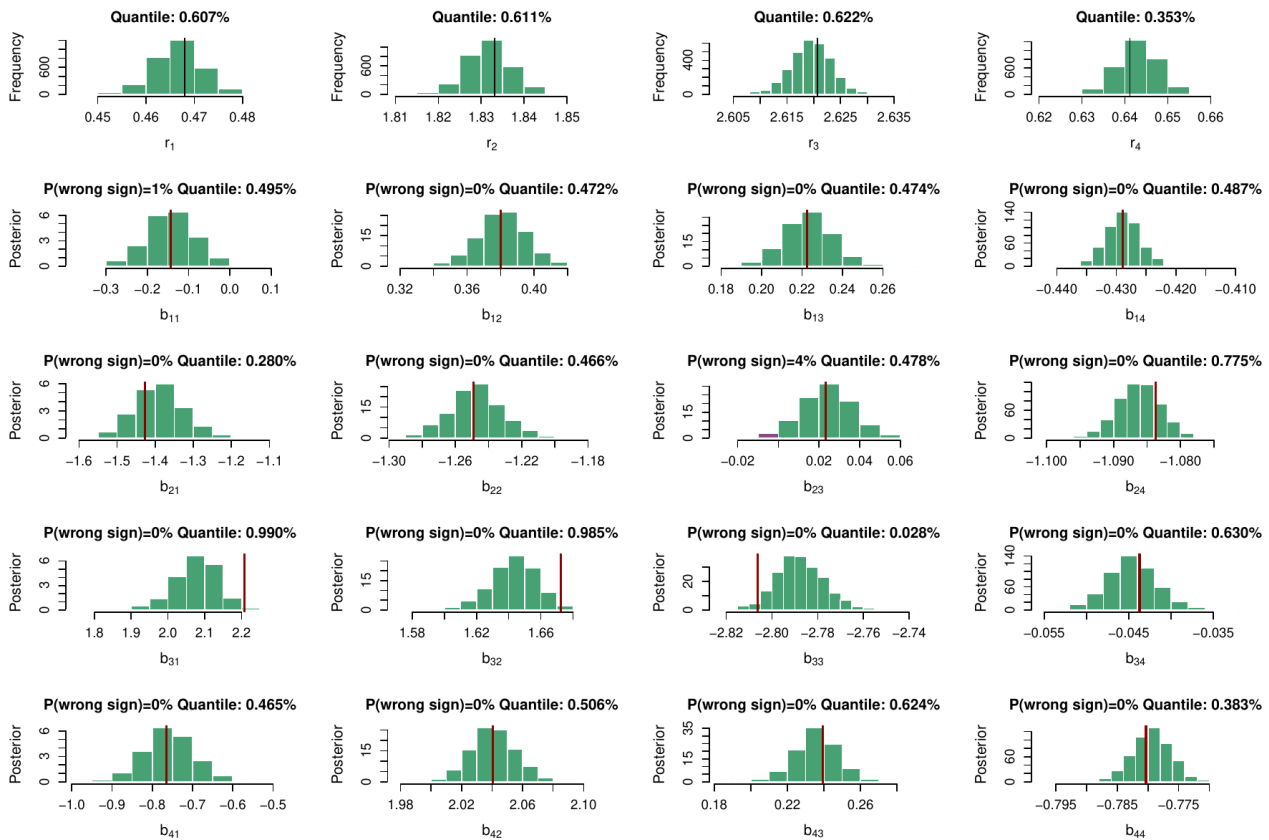 Quantile: 0.607% Quantile: 0.611% Quantile: 0.622% Quantile: 0.353%
Frequency 0 600 Frequency 0 600 Frequency 0 400 Frequency 0 600
0.45 0.46 0.47 0.48 1.81 1.82 1.83 1.84 1.85 2.605 2.615 2.625 2.635 0.62 0.63 0.64 0.65 0.66
r1 r2 r3 r4
P(wrong sign)=1% Quantile: 0.495% P(wrong sign)=0% Quantile: 0.472% P(wrong sign)=0% Quantile: 0.474% P(wrong sign)=0% Quantile: 0.487%
Posterior 0 3 6 Posterior 0 15 Posterior 0 15 Posterior 0 60 140
−0.3 −0.2 −0.1 0.0 0.1 0.32 0.36 0.40 0.18 0.20 0.22 0.24 0.26 −0.440 −0.430 −0.420 −0.410
b11 b12 b13 b14
P(wrong sign)=0% Quantile: 0.280% P(wrong sign)=0% Quantile: 0.466% P(wrong sign)=4% Quantile: 0.478% P(wrong sign)=0% Quantile: 0.775%
Posterior 0 3 6 Posterior 0 15 Posterior 0 15 Posterior 0 60
−1.6 −1.5 −1.4 −1.3 −1.2 −1.1 −1.30 −1.26 −1.22 −1.18 −0.02 0.02 0.04 0.06 −1.100 −1.090 −1.080
b21 b22 b23 b24
P(wrong sign)=0% Quantile: 0.990% P(wrong sign)=0% Quantile: 0.985% P(wrong sign)=0% Quantile: 0.028% P(wrong sign)=0% Quantile: 0.630%
Posterior 0 3 6 Posterior 0 15 Posterior 0 20 Posterior 0 60 140
1.8 1.9 2.0 2.1 2.2 1.58 1.62 1.66 −2.82 −2.80 −2.78 −2.76 −2.74 −0.055 −0.045 −0.035
b31 b32 b33 b34
P(wrong sign)=0% Quantile: 0.465% P(wrong sign)=0% Quantile: 0.506% P(wrong sign)=0% Quantile: 0.624% P(wrong sign)=0% Quantile: 0.383%
Posterior 0 3 6 Posterior 0 15 Posterior 0 15 35 Posterior 0 60
−1.0 −0.9 −0.8 −0.7 −0.6 −0.5 1.98 2.02 2.06 2.10 0.18 0.22 0.26 −0.795 −0.785 −0.775
b41 b42 b43 b44